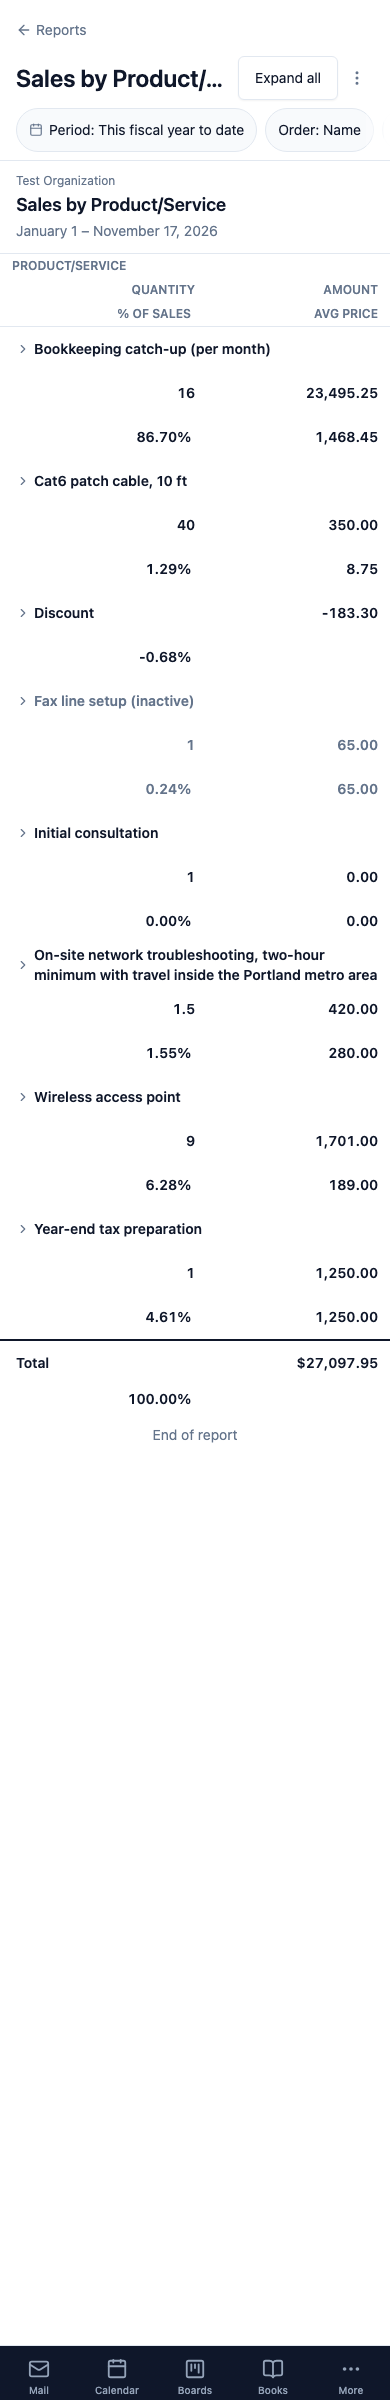 Reports
Sales by Product/...
Expand all
Period: This fiscal year to date
Order: Name
Test Organization
Sales by Product/Service
January 1 – November 17, 2026
PRODUCT/SERVICE
QUANTITY AMOUNT
% OF SALES AVG PRICE
Bookkeeping catch-up (per month)
16 23,495.25
86.70% 1,468.45
Cat6 patch cable, 10 ft
40 350.00
1.29% 8.75
Discount -183.30
-0.68%
Fax line setup (inactive)
1 65.00
0.24% 65.00
Initial consultation
1 0.00
0.00% 0.00
On-site network troubleshooting, two-hour
minimum with travel inside the Portland metro area
1.5 420.00
1.55% 280.00
Wireless access point
9 1,701.00
6.28% 189.00
Year-end tax preparation
1 1,250.00
4.61% 1,250.00
Total $27,097.95
100.00%
End of report
Mail Calendar Boards Books More